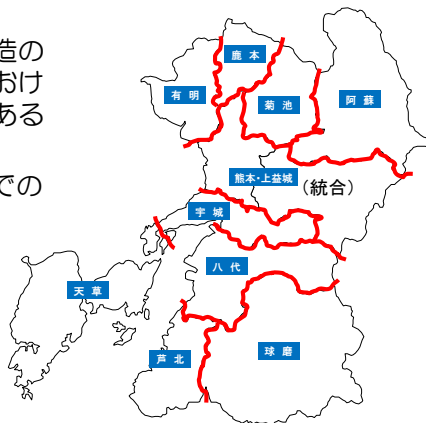 造の
おけ
ある
での
鹿本
有明
菊池
阿蘇
熊本・上益城
(統合)
宇城
八代
天草
芦北
球磨